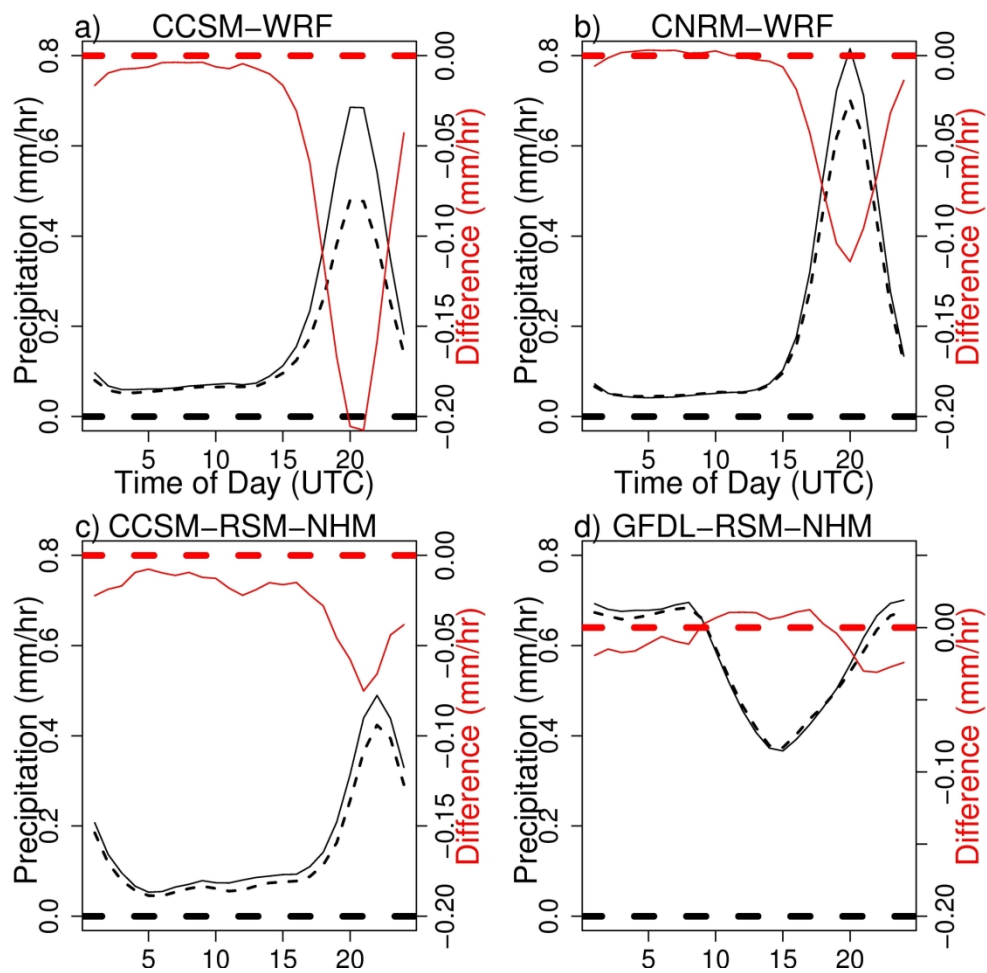 a) CCSM−WRF
0.8
0.6
0.4
0.2
0.0
Precipitation (mm/hr)
0.00
−0.05
−0.10
−0.15
−0.20
Difference (mm/hr)
5 10 15 20
Time of Day (UTC)
b) CNRM−WRF
0.8
0.6
0.4
0.2
0.0
Precipitation (mm/hr)
0.00
−0.05
−0.10
−0.15
−0.20
Difference (mm/hr)
5 10 15 20
Time of Day (UTC)
c) CCSM−RSM−NHM
0.8
0.6
0.4
0.2
0.0
Precipitation (mm/hr)
0.00
−0.05
−0.10
−0.15
−0.20
Difference (mm/hr)
5 10 15 20
d) GFDL−RSM−NHM
0.8
0.6
0.4
0.2
0.0
Precipitation (mm/hr)
0.00
−0.10
−0.20
Difference (mm/hr)
5 10 15 20